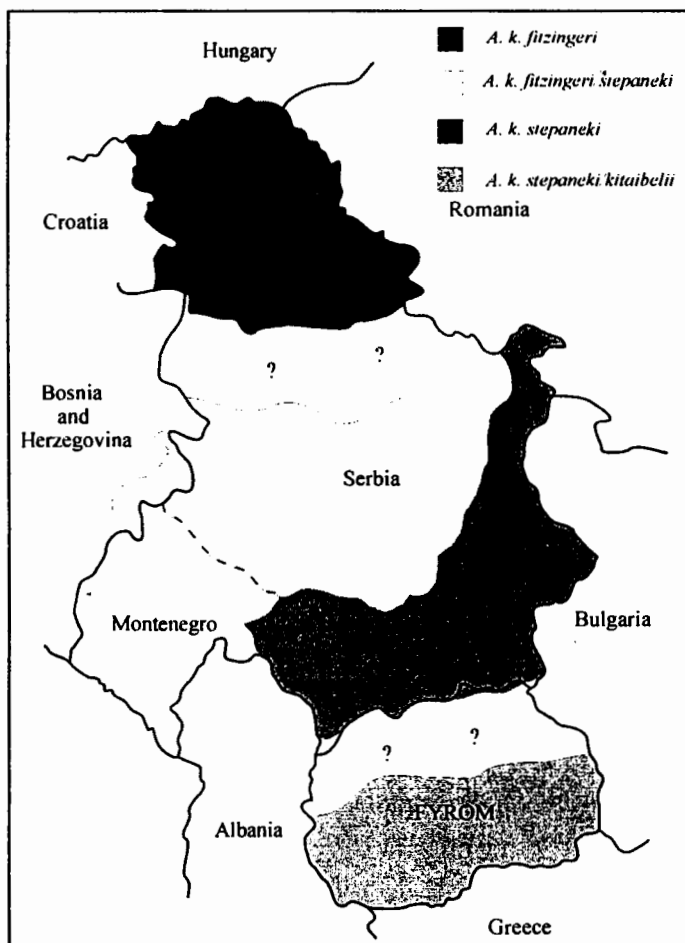 Hungary
A. k. fitzingeri
A. k. fitzingeri/stepaneki
A. k. stepaneki
A. k. stepaneki/kitaibelii
Romania
Croatia
? ?
Bosnia
and
Herzegovina
Serbia
Montenegro
Bulgaria
? ?
FYROM
Albania
Greece